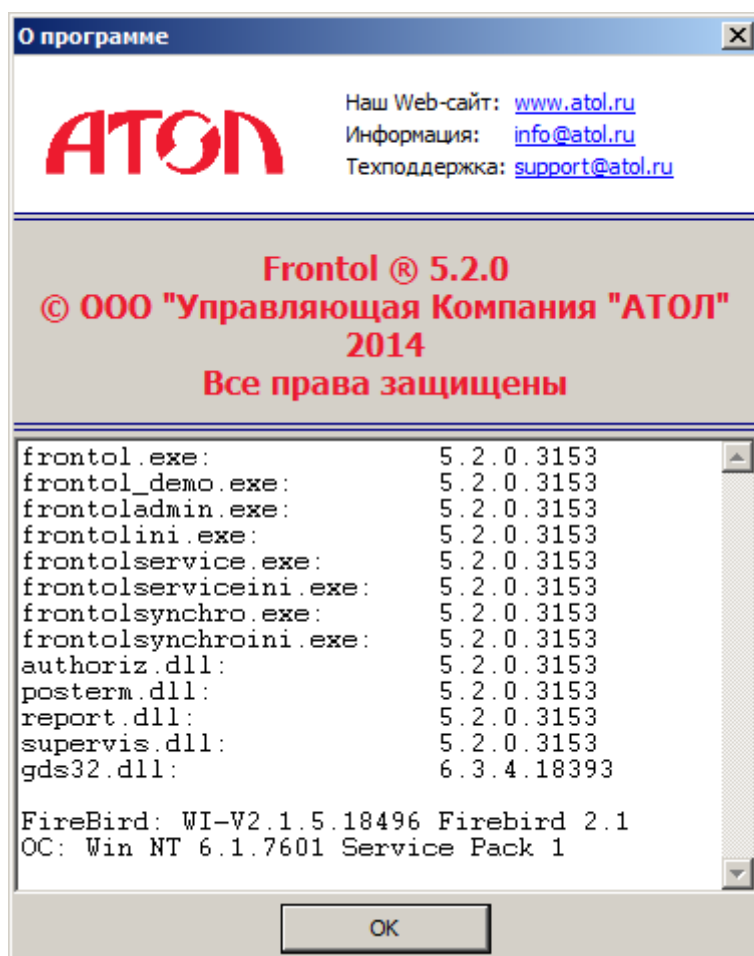 О программе
АТОЛ
Наш Web-сайт: www.atol.ru
Информация: info@atol.ru
Техподдержка: support@atol.ru
Frontol ® 5.2.0
© ООО "Управляющая Компания "АТОЛ"
2014
Все права защищены
frontol.exe: 5.2.0.3153
frontol_demo.exe: 5.2.0.3153
frontoladmin.exe: 5.2.0.3153
frontolini.exe: 5.2.0.3153
frontolservice.exe: 5.2.0.3153
frontolserviceini.exe: 5.2.0.3153
frontolsynchro.exe: 5.2.0.3153
frontolsynchroini.exe: 5.2.0.3153
authoriz.dll: 5.2.0.3153
posterm.dll: 5.2.0.3153
report.dll: 5.2.0.3153
supervis.dll: 5.2.0.3153
gds32.dll: 6.3.4.18393
FireBird: WI-V2.1.5.18496 Firebird 2.1
ОС: Win NT 6.1.7601 Service Pack 1
OK